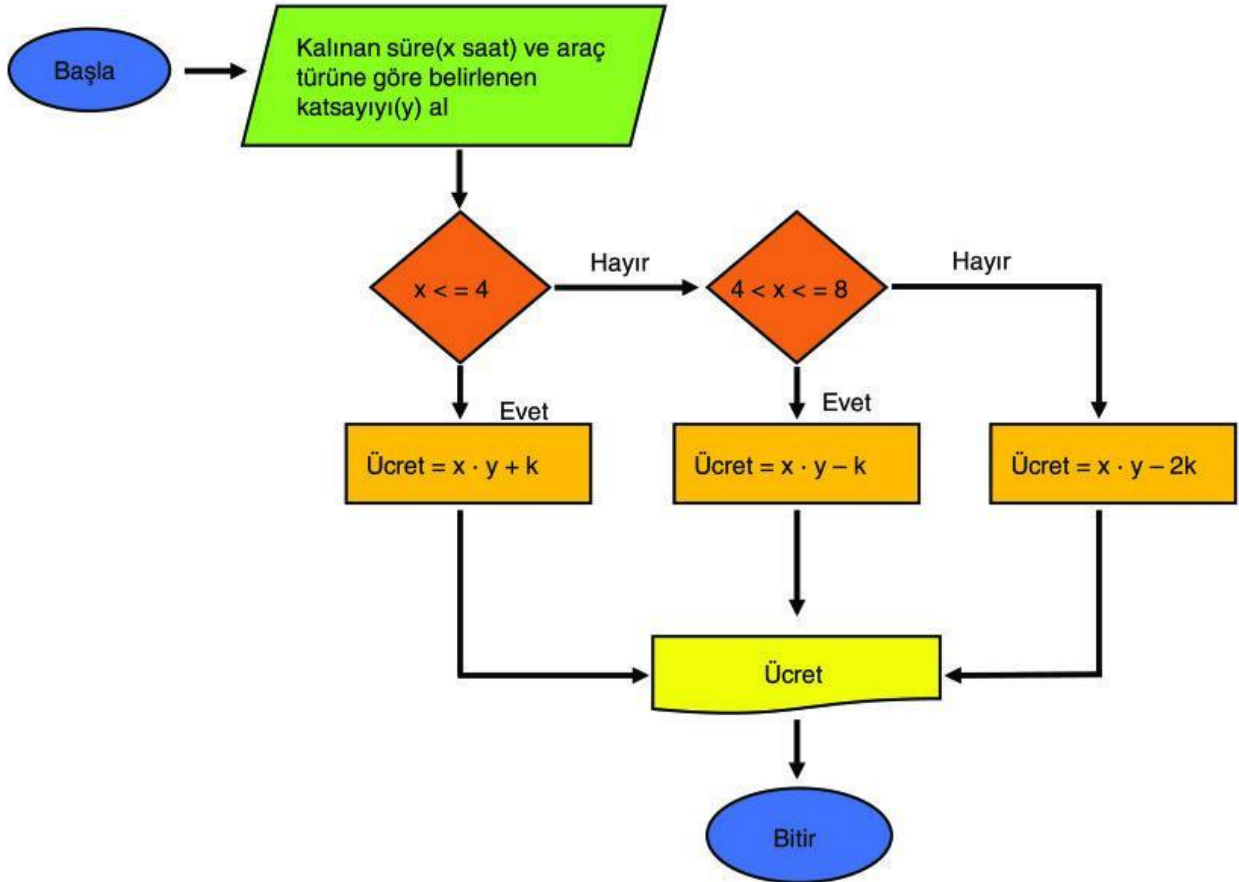 Başla
Kalınan süre(x saat) ve araç
türüne göre belirlenen
katsayıyı(y) al
x < = 4
Hayır
4 < x < = 8
Hayır
Evet
Evet
Ücret = x · y + k
Ücret = x · y – k
Ücret = x · y – 2k
Ücret
Bitir